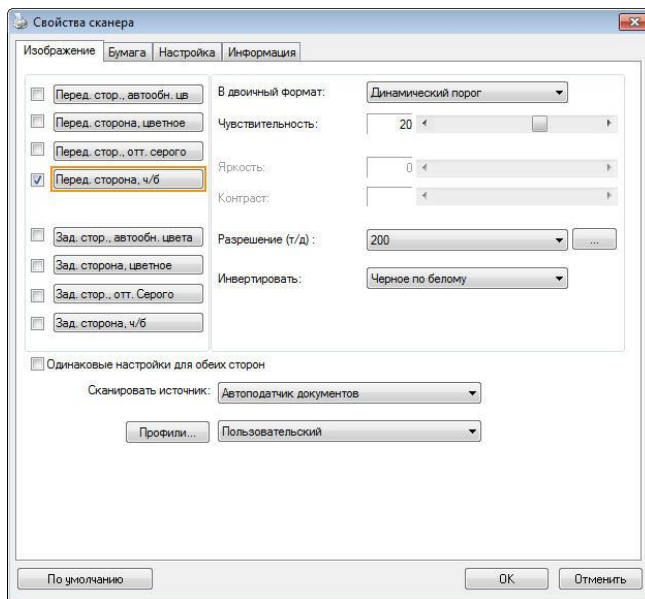 Свойства сканера
Изображение Бумага Настройка Информация
Перед. стор., автообн. цв
Перед. сторона, цветное
Перед. стор., отт. серого
Перед. сторона, ч/б
Зад. стор., автообн. цвета
Зад. сторона, цветное
Зад. стор., отт. Серого
Зад. сторона, ч/б
В двоичный формат: Динамический порог
Чувствительность: 20
Яркость: 0
Контраст:
Разрешение (т/д) : 200 ...
Инвертировать: Черное по белому
Одинаковые настройки для обеих сторон
Сканировать источник: Автоподатчик документов
Профили... Пользовательский
По умолчанию OK Отменить